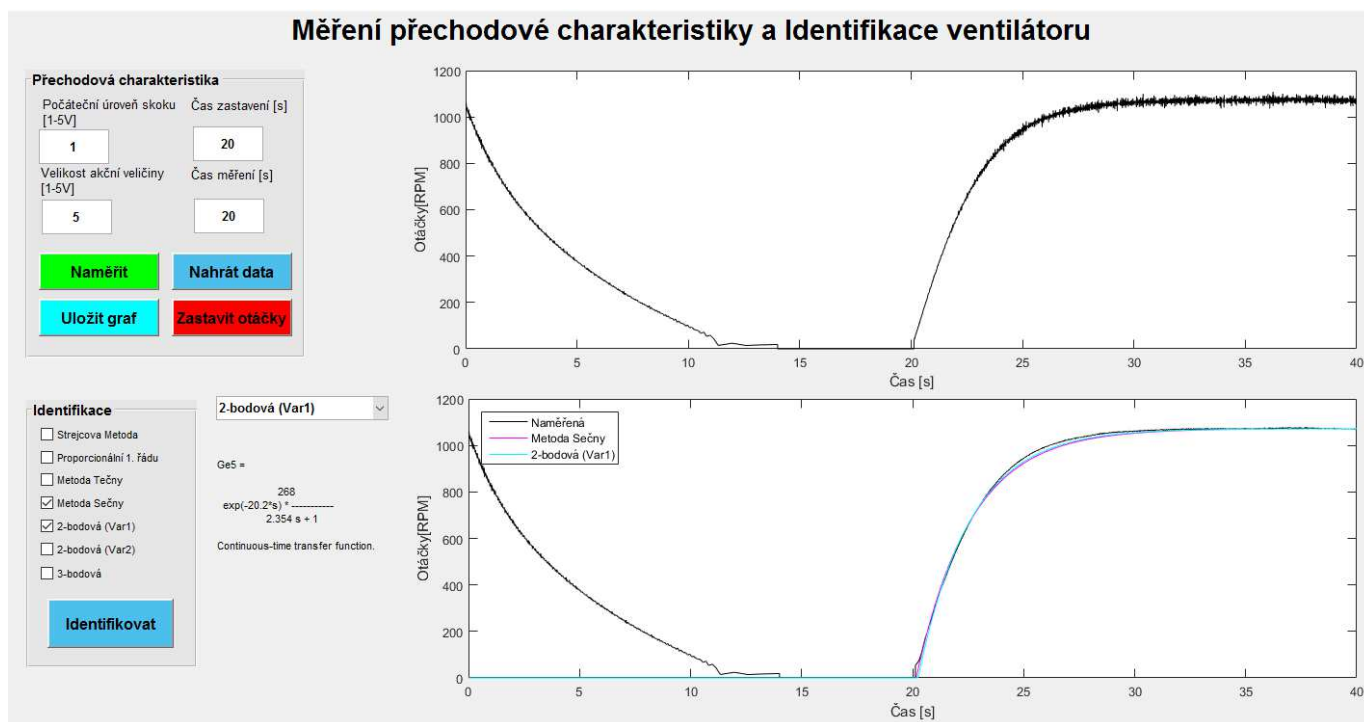 Měření přechodové charakteristiky a Identifikace ventilátoru
Přechodová charakteristika
Počáteční úroveň skoku
[1-5V]
Čas zastavení [s]
1
20
Velikost akční veličiny
[1-5V]
Čas měření [s]
5
20
Naměřit
Nahrát data
Uložit graf
Zastavit otáčky
1200
1000
800
600
400
200
0
Otáčky[RPM]
0 5 10 15 20 25 30 35 40
Čas [s]
Identifikace
Strejcova Metoda
Proporcionální 1. řádu
Metoda Tečny
Metoda Sečny
2-bodová (Var1)
2-bodová (Var2)
3-bodová
Identifikovat
2-bodová (Var1)
Ge5 =
268
exp(-20.2*s) * -----------
2.354 s + 1
Continuous-time transfer function.
1200
1000
800
600
400
200
0
Otáčky[RPM]
Naměřená
Metoda Sečny
2-bodová (Var1)
0 5 10 15 20 25 30 35 40
Čas [s]